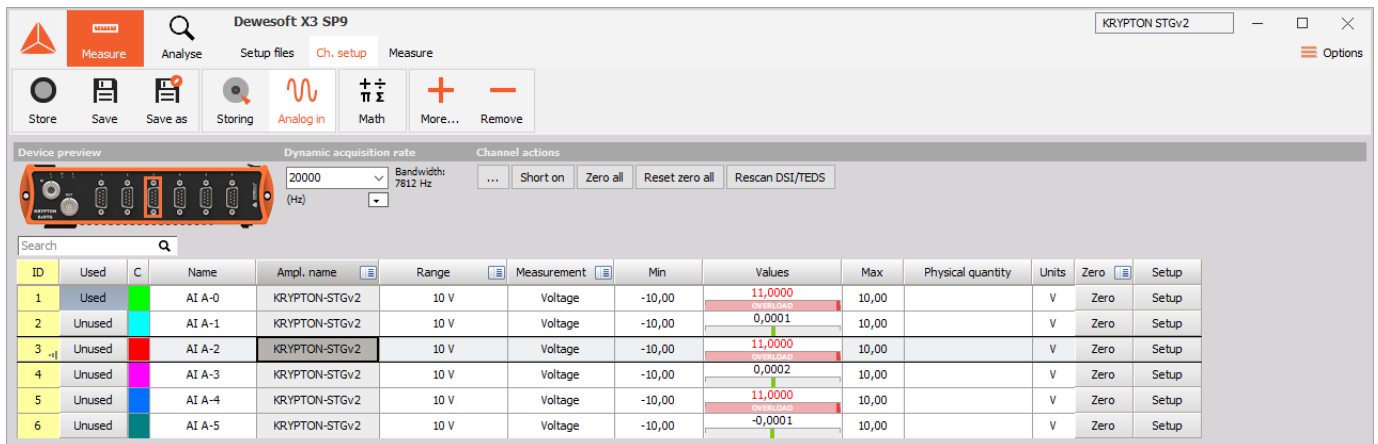 Dewesoft X3 SP9
KRYPTON STGv2
Measure
Analyse
Setup files Ch. setup Measure
Options
Store Save Save as Storing Analog in Math More... Remove
Device preview Dynamic acquisition rate Channel actions
20000 Bandwidth: 7812 Hz ... Short on Zero all Reset zero all Rescan DSI/TEDS
(Hz)
KRYPTON
Search
ID Used C Name Ampl. name Range Measurement Min Values Max Physical quantity Units Zero Setup
1 Used AI A-0 KRYPTON-STGv2 10 V Voltage -10,00 11,0000 OVERLOAD 10,00 V Zero Setup
2 Unused AI A-1 KRYPTON-STGv2 10 V Voltage -10,00 0,0001 10,00 V Zero Setup
3 Unused AI A-2 KRYPTON-STGv2 10 V Voltage -10,00 11,0000 OVERLOAD 10,00 V Zero Setup
4 Unused AI A-3 KRYPTON-STGv2 10 V Voltage -10,00 0,0002 10,00 V Zero Setup
5 Unused AI A-4 KRYPTON-STGv2 10 V Voltage -10,00 11,0000 OVERLOAD 10,00 V Zero Setup
6 Unused AI A-5 KRYPTON-STGv2 10 V Voltage -10,00 -0,0001 10,00 V Zero Setup